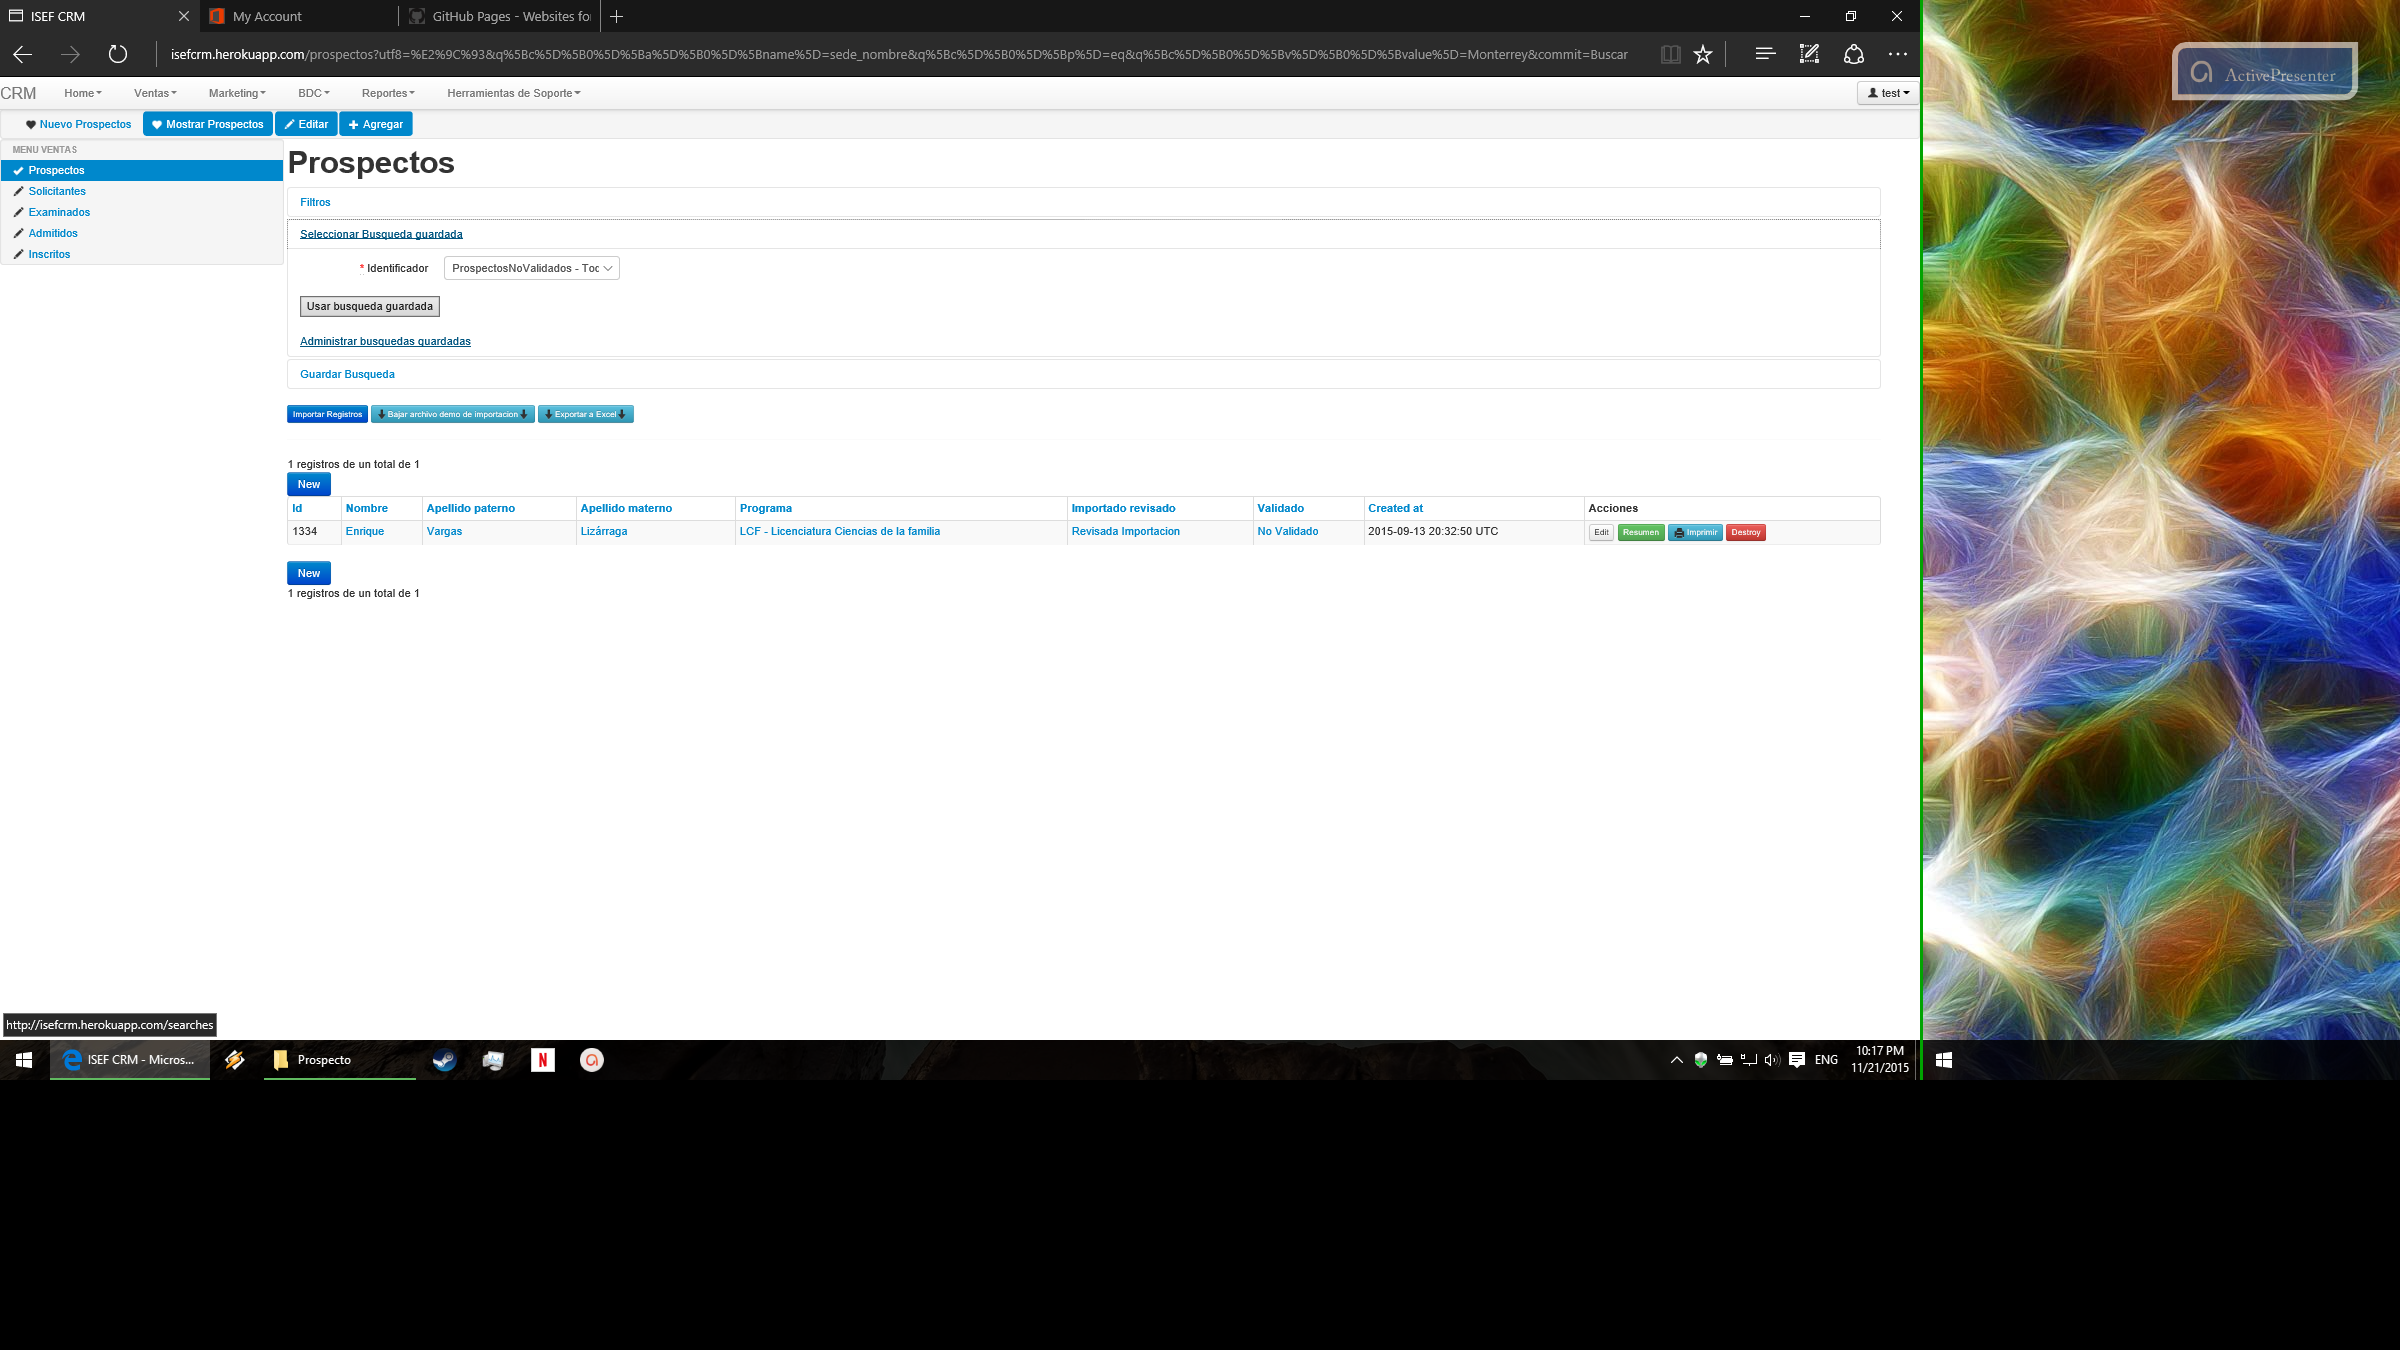 ISEF CRM
My Account
GitHub Pages - Websites fo
isefcrm.herokuapp.com/prospectos?utf8=%E2%9C%93&q%5Bc%5D%5B0%5D%5Ba%5D%5B0%5D%5Bname%5D=sede_nombre&q%5Bc%5D%5B0%5D%5Bp%5D=eq&q%5Bc%5D%5B0%5D%5Bv%5D%5B0%5D%5Bvalue%5D=Monterrey&commit=Buscar
ActivePresenter
CRM Home Ventas Marketing BDC Reportes Herramientas de Soporte test
Nuevo Prospectos Mostrar Prospectos Editar Agregar
MENU VENTAS
Prospectos
Solicitantes
Examinados
Admitidos
Inscritos
Prospectos
Filtros
Seleccionar Busqueda guardada
* Identificador ProspectosNoValidados - Toc
Usar busqueda guardada
Administrar busquedas guardadas
Guardar Busqueda
Importar Registros Bajar archivo demo de importacion Exportar a Excel
1 registros de un total de 1
New
Id Nombre Apellido paterno Apellido materno Programa Importado revisado Validado Created at Acciones
1334 Enrique Vargas Lizárraga LCF - Licenciatura Ciencias de la familia Revisada Importacion No Validado 2015-09-13 20:32:50 UTC Edit Resumen Imprimir Destroy
New
1 registros de un total de 1
http://isefcrm.herokuapp.com/searches
ISEF CRM - Micros...
Prospecto
N
ENG
10:17 PM
11/21/2015